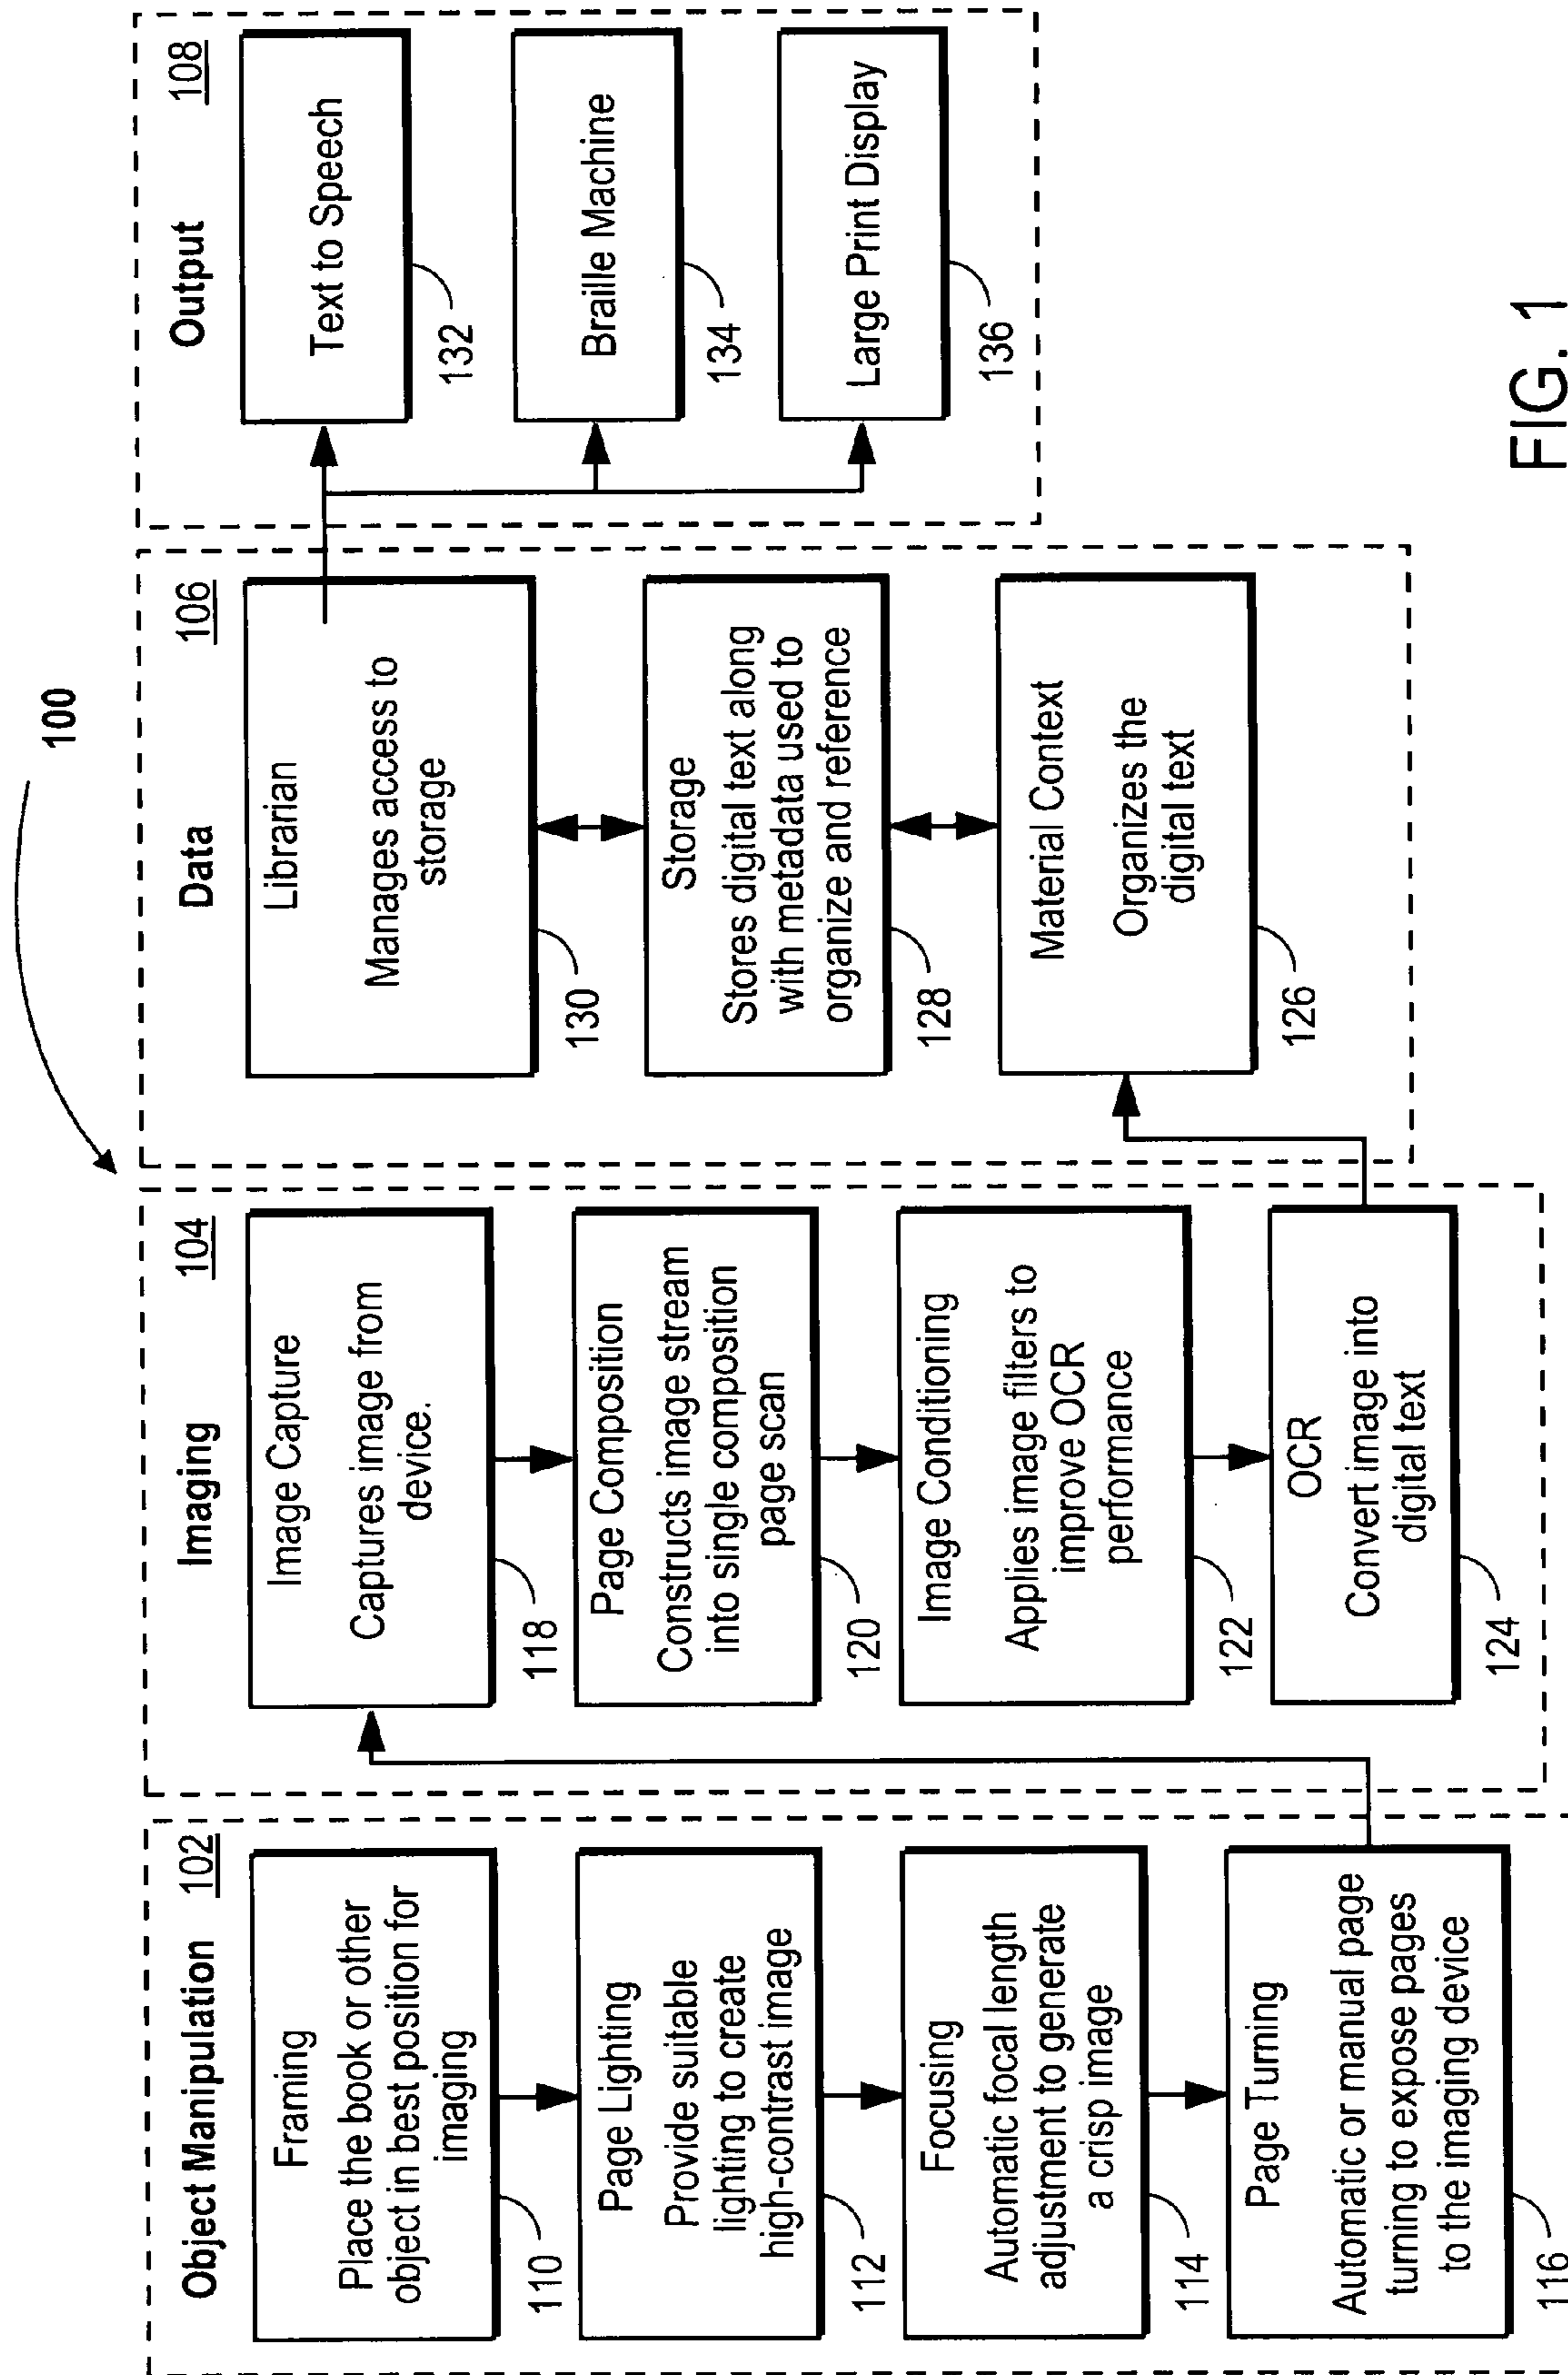 100
Object Manipulation 102
Framing
Place the book or other
object in best position for
imaging
110
Page Lighting
Provide suitable
lighting to create
high-contrast image
112
Focusing
Automatic focal length
adjustment to generate
a crisp image
114
Page Turning
Automatic or manual page
turning to expose pages
to the imaging device
116
Imaging 104
Image Capture
Captures image from
device.
118
Page Composition
Constructs image stream
into single composition
page scan
120
Image Conditioning
Applies image filters to
improve OCR
performance
122
OCR
Convert image into
digital text
124
Data 106
Librarian
Manages access to
storage
130
Storage
Stores digital text along
with metadata used to
organize and reference
128
Material Context
Organizes the
digital text
126
Output 108
Text to Speech
132
Braille Machine
134
Large Print Display
136
FIG. 1